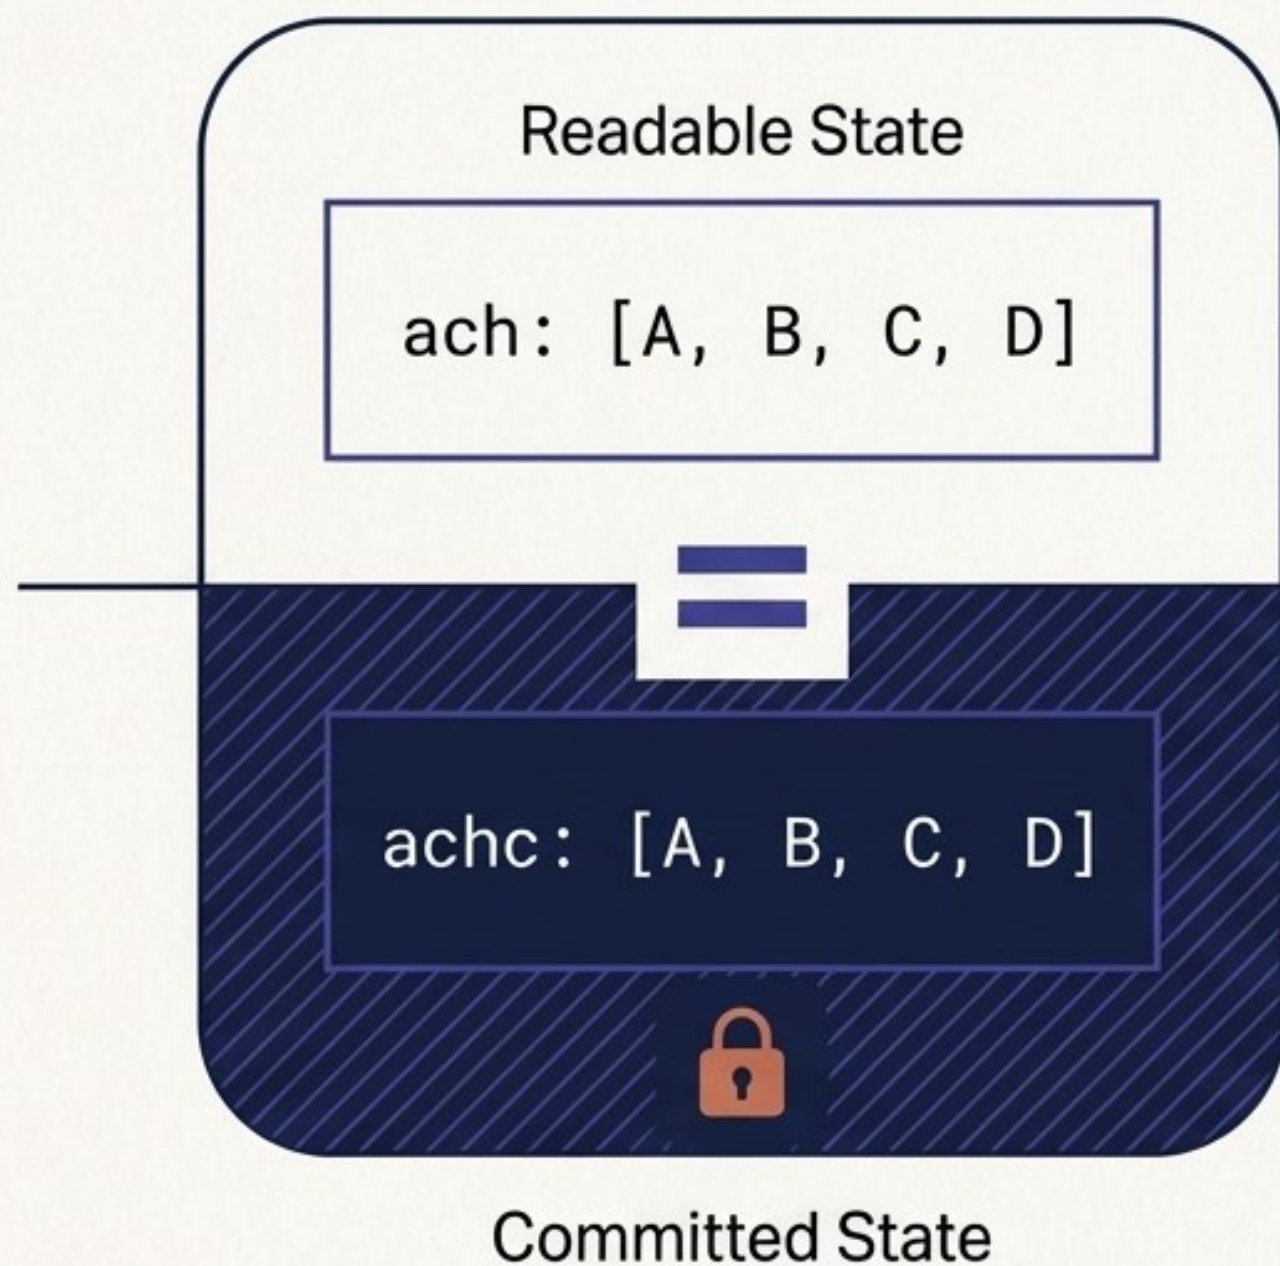 Readable State
ach: [A, B, C, D]
=
achc: [A, B, C, D]
Committed State